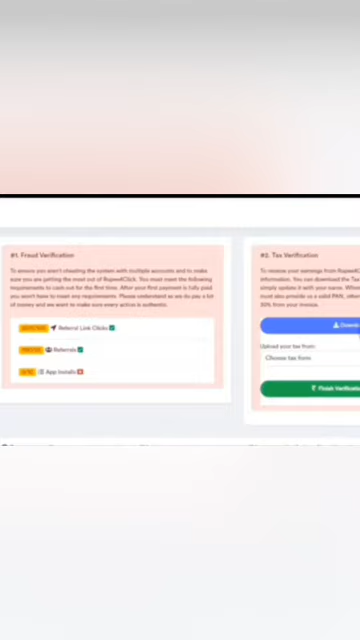 #1. Fraud Verification
To ensure you aren't cheating the system with multiple accounts and to make
sure you are getting the most out of Rupee4Click. You must meet the following
requirements to cash out for the first time. After your first payment is fully paid
you won't have to meet any requirements. Please understand as we do pay a lot
of money and we want to make sure every action is authentic.
Referral Link Clicks
Referrals
App Installs
#2. Tax Verification
To receive your earnings from
information. You can download the Tax
simply update it with your name.
must also provide us a valid PAN,
30% from your invoice.
Upload your tax form:
Choose tax form
Finish